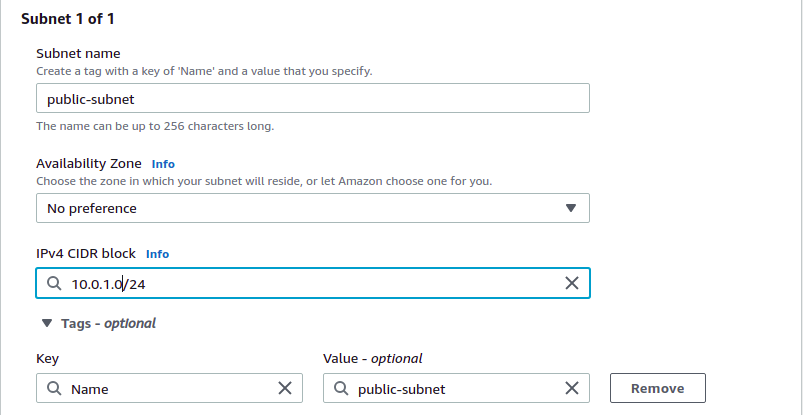 Subnet 1 of 1
Subnet name
Create a tag with a key of 'Name' and a value that you specify.
public-subnet
The name can be up to 256 characters long.
Availability Zone Info
Choose the zone in which your subnet will reside, or let Amazon choose one for you.
No preference
IPv4 CIDR block Info
10.0.1.0/24
Tags - optional
Key Value - optional
Name public-subnet Remove